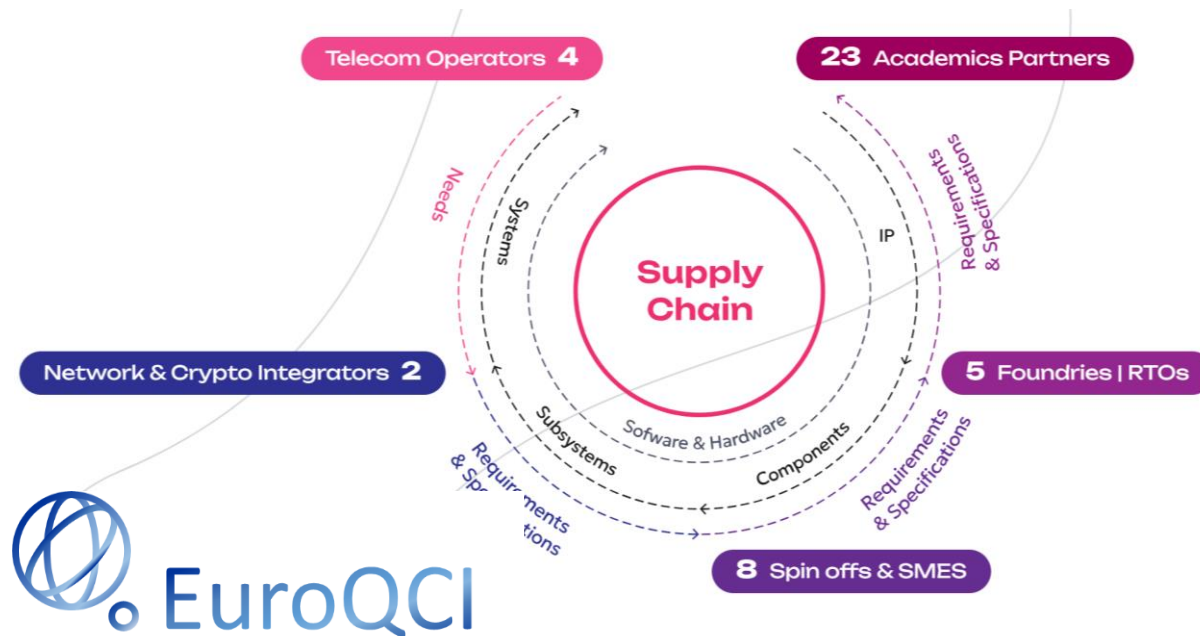 Telecom Operators 4
23 Academics Partners
Needs
Systems
IP
Requirements
& Specifications
Supply
Chain
Network & Crypto Integrators 2
5 Foundries | RTOs
Subsystems
Sofware & Hardware
Components
Requirements
Requirements
& Specifications
8 Spin offs & SMES
EuroQCI